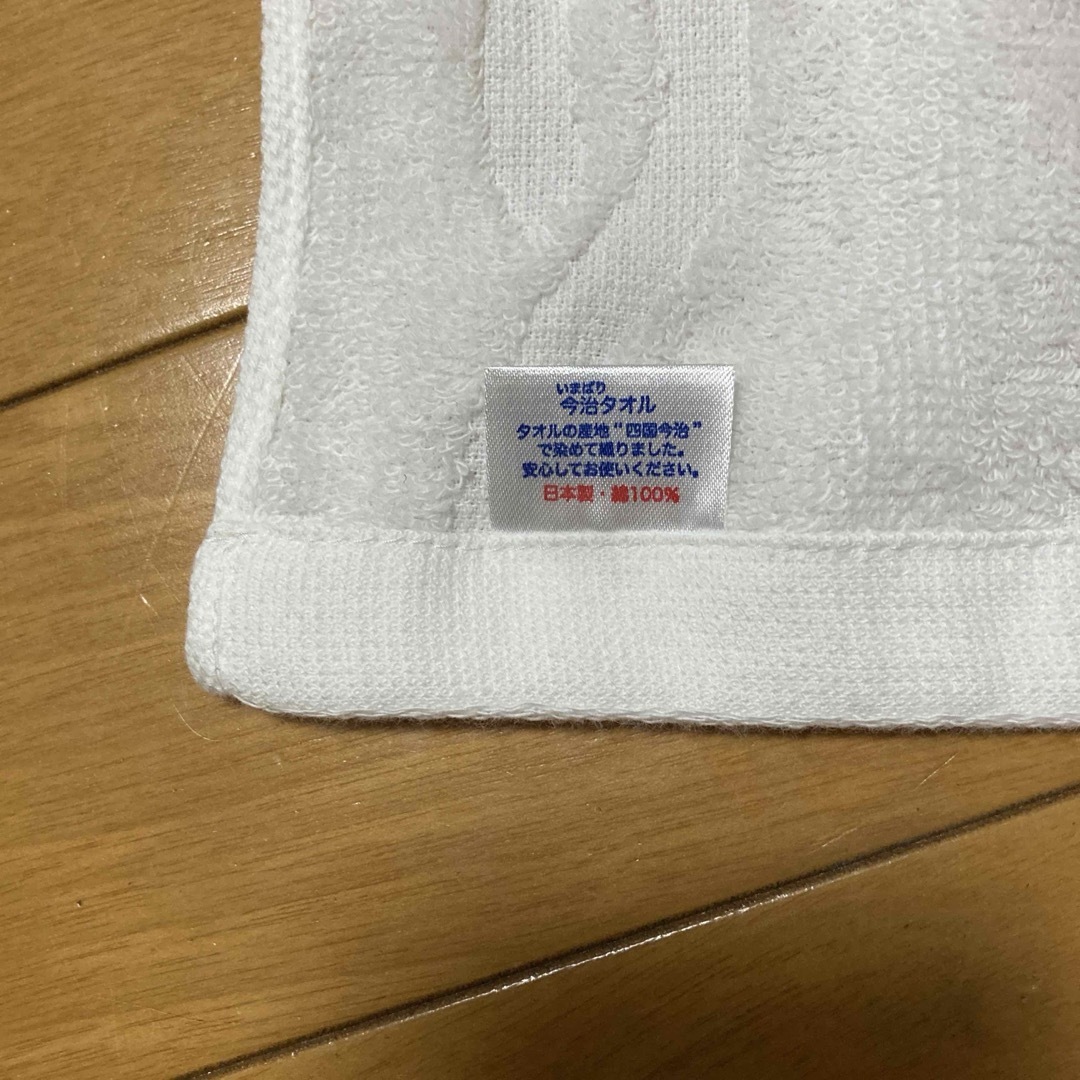 いまばり
今治タオル
タオルの産地“四国今治”
で染めて織りました。
安心してお使いください。
日本製・綿100%